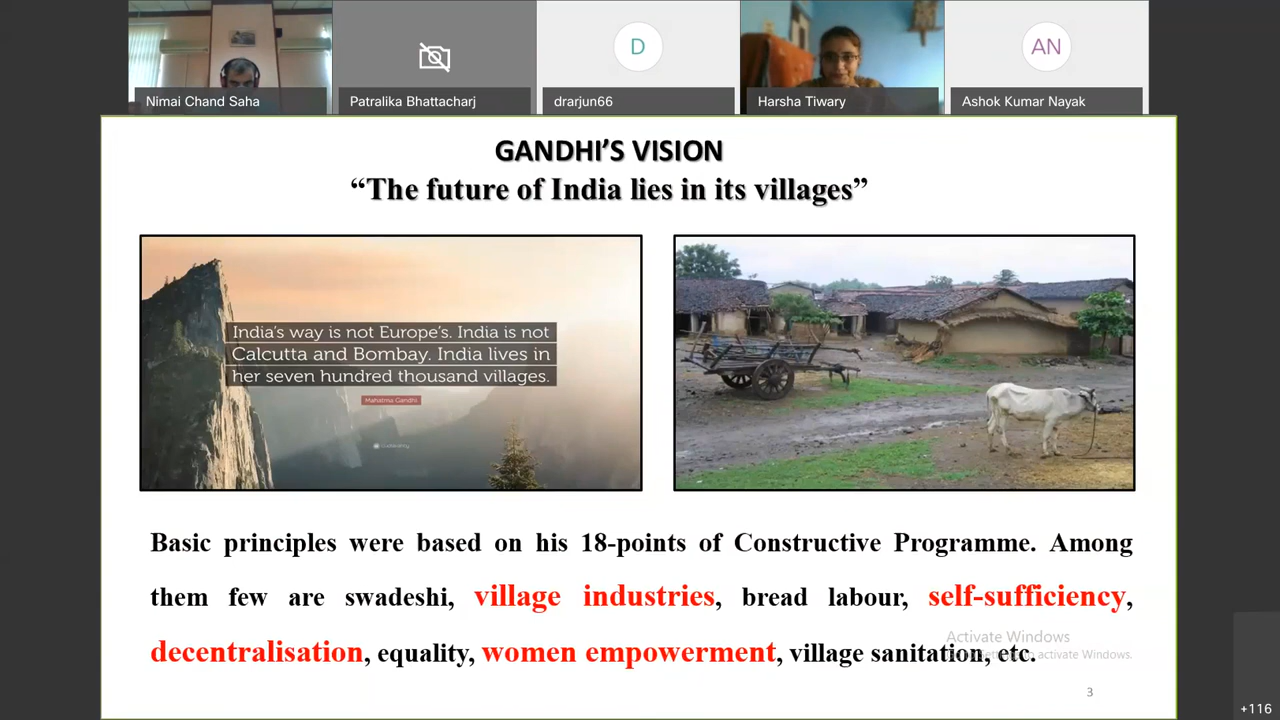 Nimai Chand Saha
Patralika Bhattacharj
D
drarjun66
Harsha Tiwary
AN
Ashok Kumar Nayak
GANDHI’S VISION
“The future of India lies in its villages”
India's way is not Europe's. India is not
Calcutta and Bombay. India lives in
her seven hundred thousand villages.
Mahatma Gandhi
Basic principles were based on his 18-points of Constructive Programme. Among
them few are swadeshi, village industries, bread labour, self-sufficiency,
decentralisation, equality, women empowerment, village sanitation, etc.
Activate Windows
to activate Windows.
3
+116